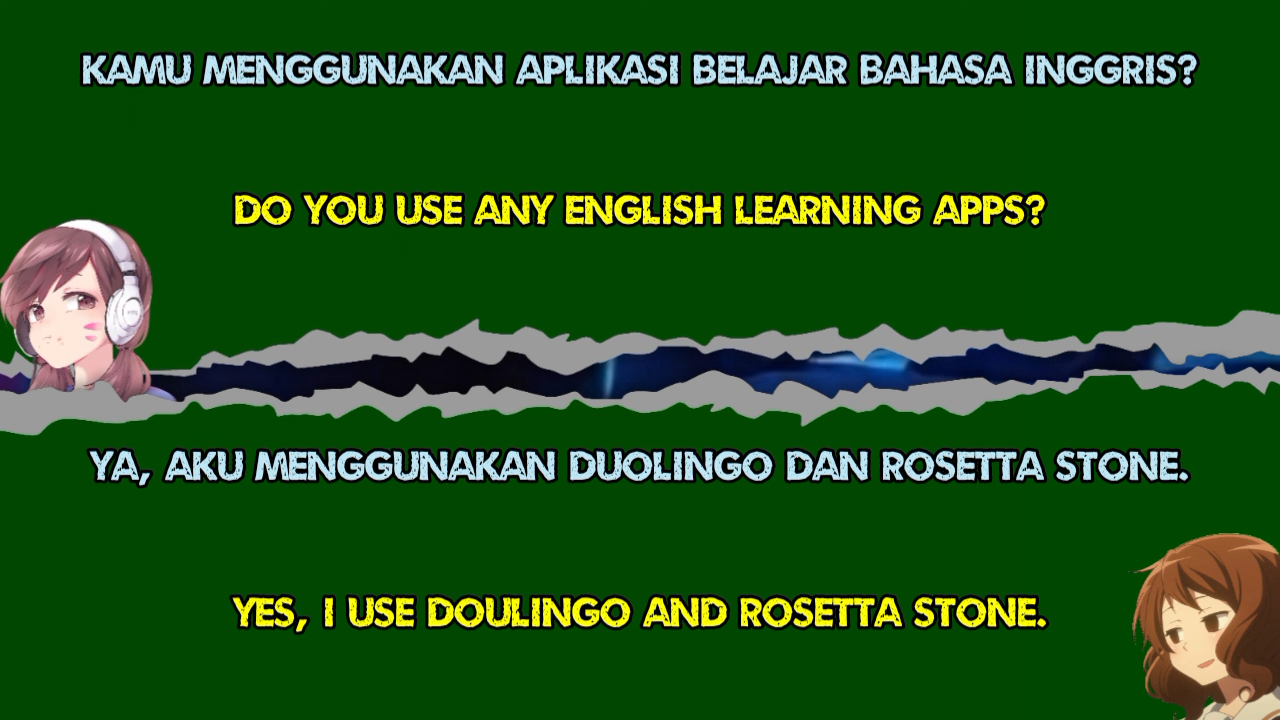 KAMU MENGGUNAKAN APLIKASI BELAJAR BAHASA INGGRIS?
DO YOU USE ANY ENGLISH LEARNING APPS?
YA, AKU MENGGUNAKAN DUOLINGO DAN ROSETTA STONE.
YES, I USE DOULINGO AND ROSETTA STONE.